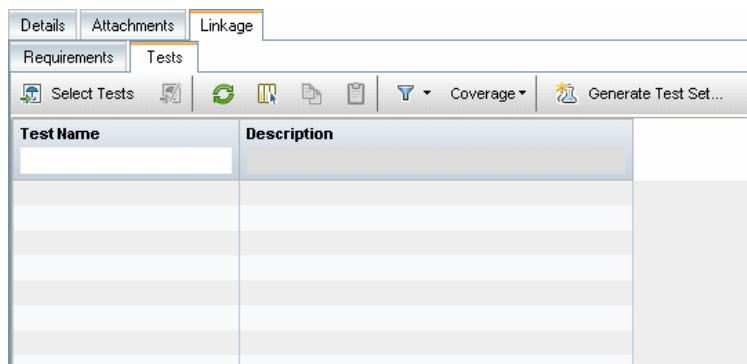 Details Attachments Linkage
Requirements Tests
Select Tests Coverage Generate Test Set...
Test Name Description